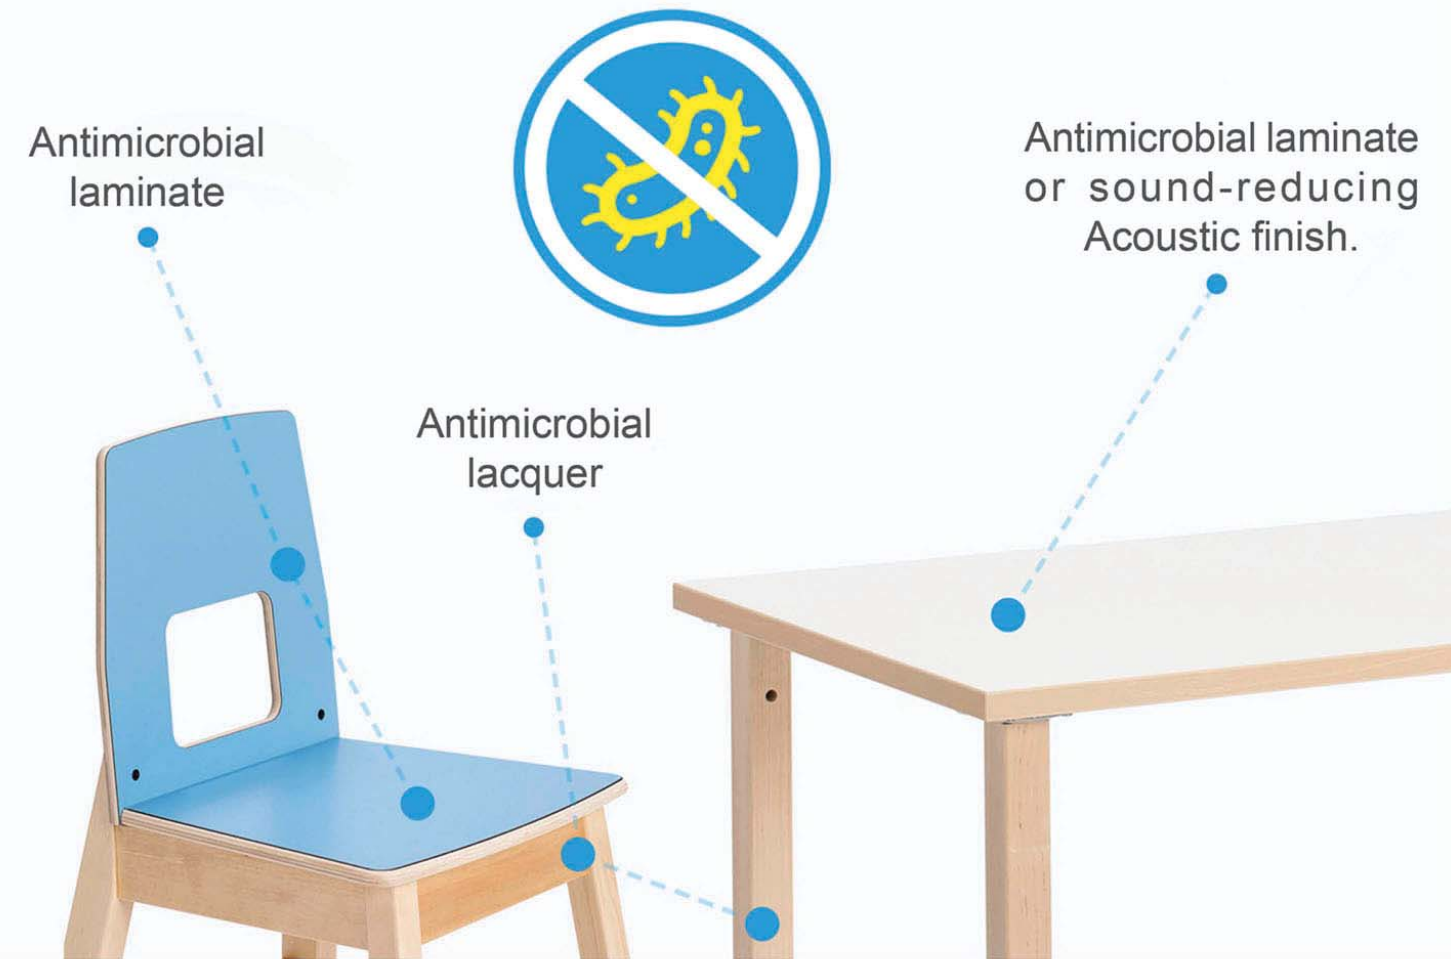 Antimicrobial
laminate
Antimicrobial
lacquer
Antimicrobial laminate
or sound-reducing
Acoustic finish.